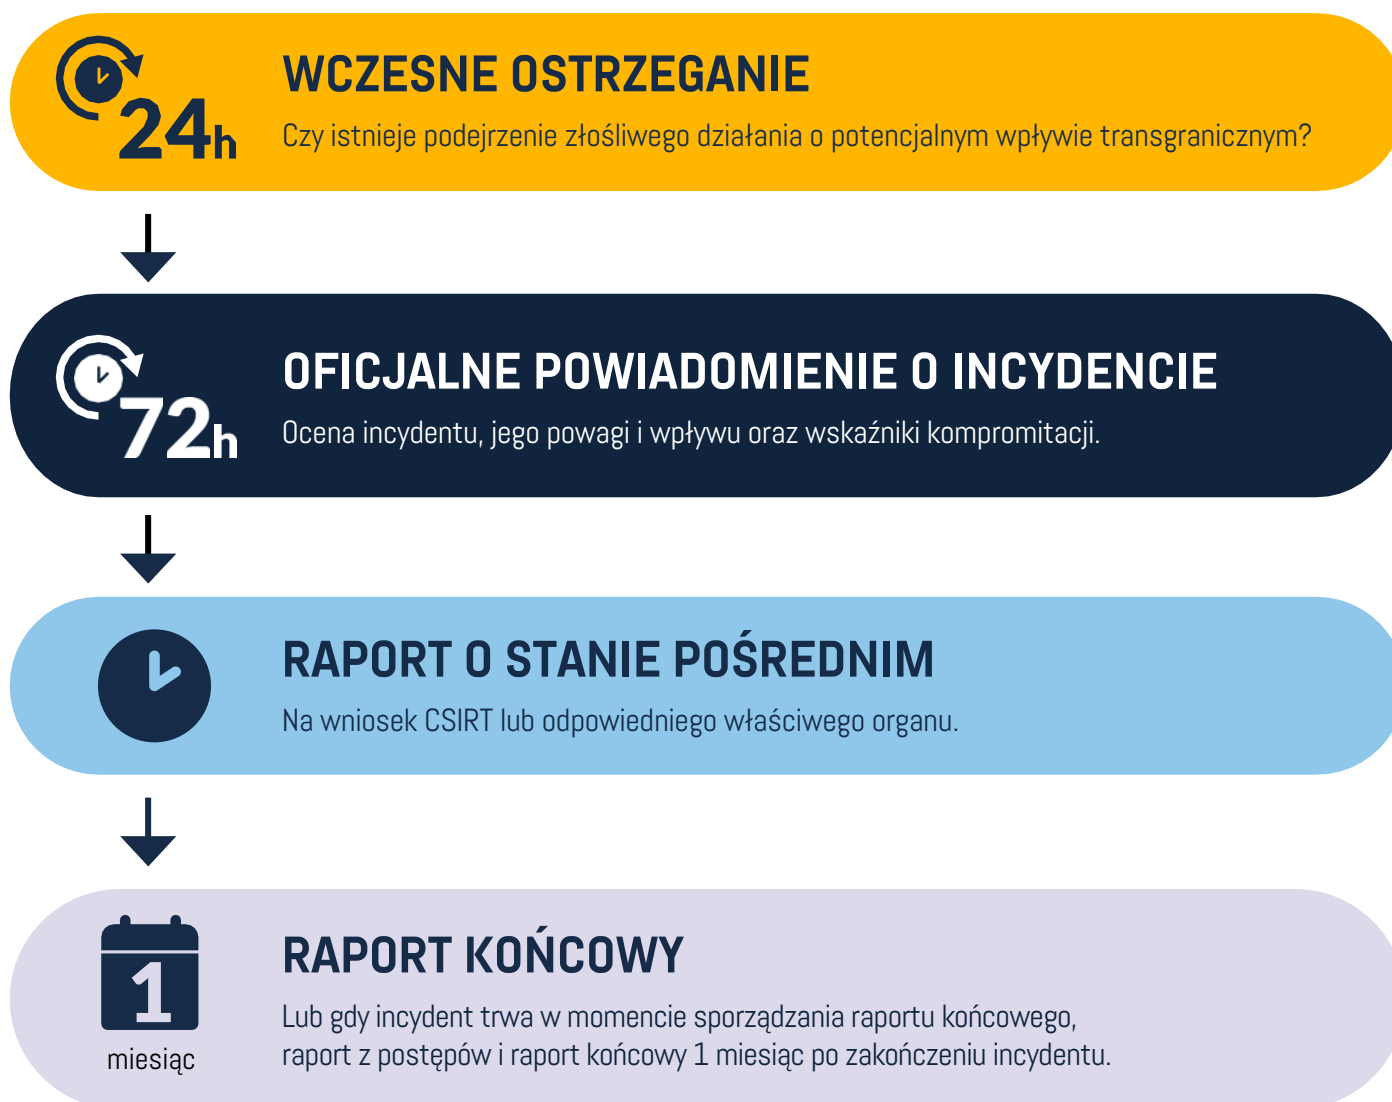 24h
WCZESNE OSTRZEGANIE
Czy istnieje podejrzenie złośliwego działania o potencjalnym wpływie transgranicznym?
72h
OFICJALNE POWIADOMIENIE O INCYDENCIE
Ocena incydentu, jego powagi i wpływu oraz wskaźniki kompromitacji.
RAPORT O STANIE POŚREDNIM
Na wniosek CSIRT lub odpowiedniego właściwego organu.
1
miesiąc
RAPORT KOŃCOWY
Lub gdy incydent trwa w momencie sporządzania raportu końcowego,
raport z postępów i raport końcowy 1 miesiąc po zakończeniu incydentu.